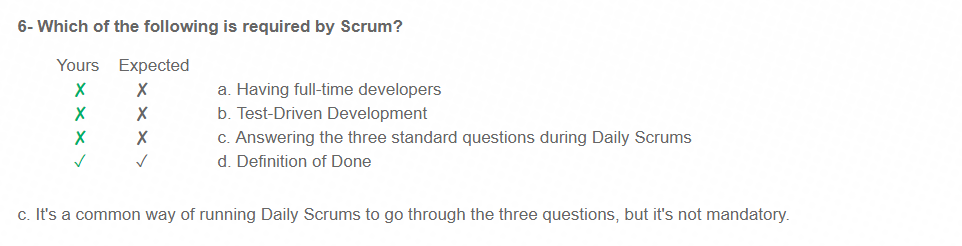 6- Which of the following is required by Scrum?
Yours Expected
✗ ✗ a. Having full-time developers
✗ ✗ b. Test-Driven Development
✗ ✗ c. Answering the three standard questions during Daily Scrums
✓ ✓ d. Definition of Done
c. It's a common way of running Daily Scrums to go through the three questions, but it's not mandatory.